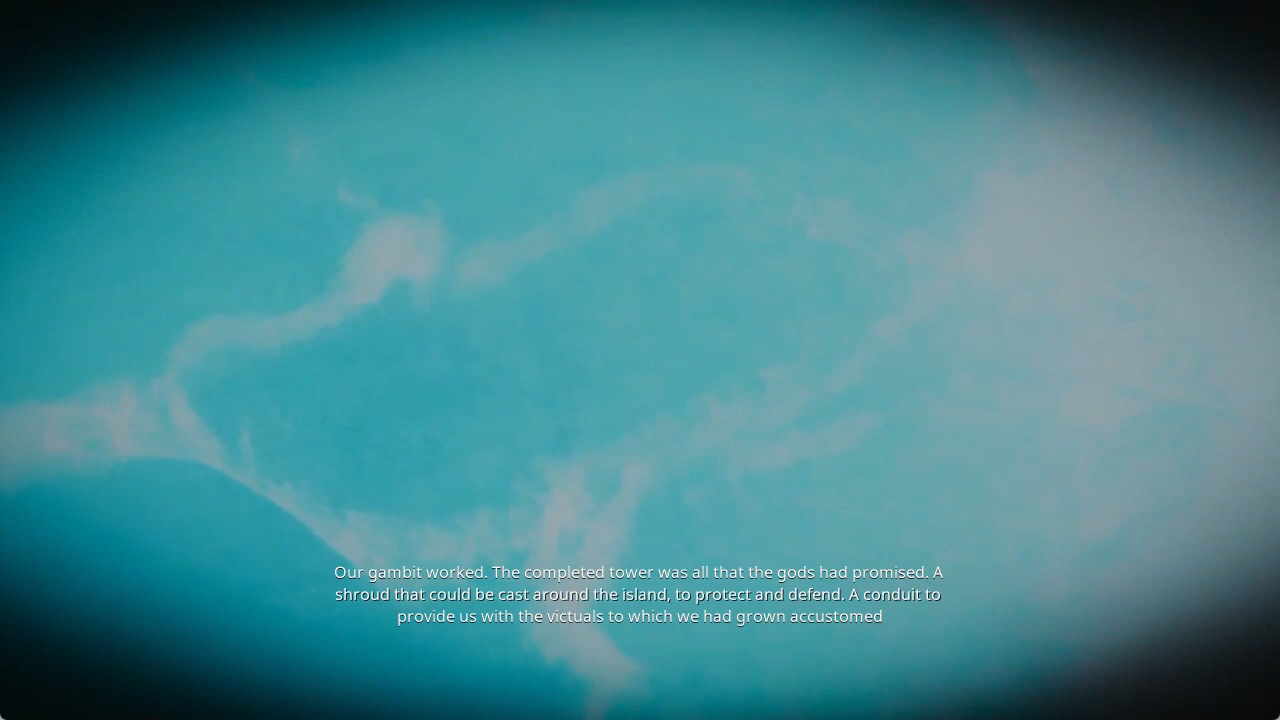 Our gambit worked. The completed tower was all that the gods had promised. A
shroud that could be cast around the island, to protect and defend. A conduit to
provide us with the victuals to which we had grown accustomed